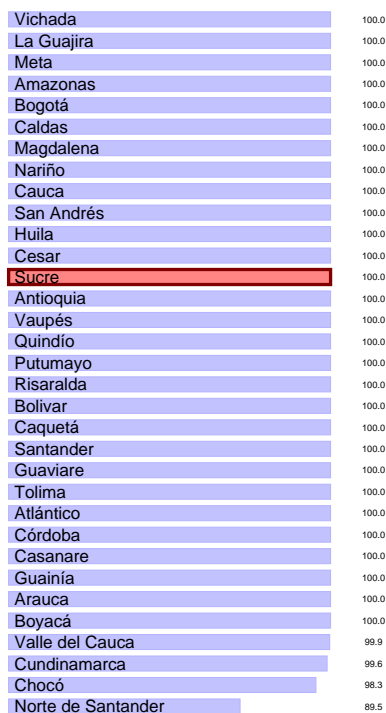 Vichada 100.0
La Guajira 100.0
Meta 100.0
Amazonas 100.0
Bogotá 100.0
Caldas 100.0
Magdalena 100.0
Nariño 100.0
Cauca 100.0
San Andrés 100.0
Huila 100.0
Cesar 100.0
Sucre 100.0
Antioquia 100.0
Vaupés 100.0
Quindío 100.0
Putumayo 100.0
Risaralda 100.0
Bolivar 100.0
Caquetá 100.0
Santander 100.0
Guaviare 100.0
Tolima 100.0
Atlántico 100.0
Córdoba 100.0
Casanare 100.0
Guainía 100.0
Arauca 100.0
Boyacá 100.0
Valle del Cauca 99.9
Cundinamarca 99.6
Chocó 98.3
Norte de Santander 89.5